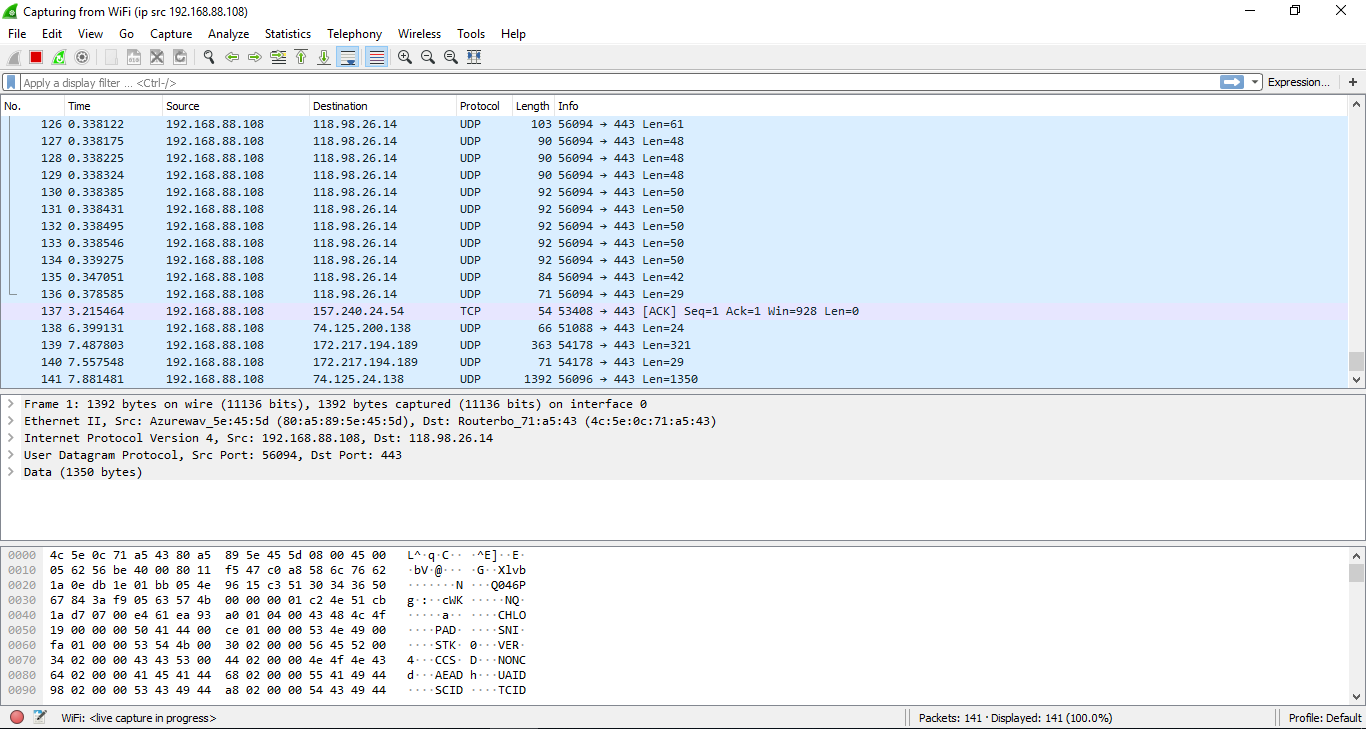 Capturing from WiFi (ip src 192.168.88.108)
File Edit View Go Capture Analyze Statistics Telephony Wireless Tools Help
Apply a display filter ... <Ctrl-/> Expression... +
No. Time Source Destination Protocol Length Info
126 0.338122 192.168.88.108 118.98.26.14 UDP 103 56094 → 443 Len=61
127 0.338175 192.168.88.108 118.98.26.14 UDP 90 56094 → 443 Len=48
128 0.338225 192.168.88.108 118.98.26.14 UDP 90 56094 → 443 Len=48
129 0.338324 192.168.88.108 118.98.26.14 UDP 90 56094 → 443 Len=48
130 0.338385 192.168.88.108 118.98.26.14 UDP 92 56094 → 443 Len=50
131 0.338431 192.168.88.108 118.98.26.14 UDP 92 56094 → 443 Len=50
132 0.338495 192.168.88.108 118.98.26.14 UDP 92 56094 → 443 Len=50
133 0.338546 192.168.88.108 118.98.26.14 UDP 92 56094 → 443 Len=50
134 0.339275 192.168.88.108 118.98.26.14 UDP 92 56094 → 443 Len=50
135 0.347051 192.168.88.108 118.98.26.14 UDP 84 56094 → 443 Len=42
136 0.378585 192.168.88.108 118.98.26.14 UDP 71 56094 → 443 Len=29
137 3.215464 192.168.88.108 157.240.24.54 TCP 54 53408 → 443 [ACK] Seq=1 Ack=1 Win=928 Len=0
138 6.399131 192.168.88.108 74.125.200.138 UDP 66 51088 → 443 Len=24
139 7.487803 192.168.88.108 172.217.194.189 UDP 363 54178 → 443 Len=321
140 7.557548 192.168.88.108 172.217.194.189 UDP 71 54178 → 443 Len=29
141 7.881481 192.168.88.108 74.125.24.138 UDP 1392 56096 → 443 Len=1350
Frame 1: 1392 bytes on wire (11136 bits), 1392 bytes captured (11136 bits) on interface 0
Ethernet II, Src: Azurewav_5e:45:5d (80:a5:89:5e:45:5d), Dst: Routerbo_71:a5:43 (4c:5e:0c:71:a5:43)
Internet Protocol Version 4, Src: 192.168.88.108, Dst: 118.98.26.14
User Datagram Protocol, Src Port: 56094, Dst Port: 443
Data (1350 bytes)
0000 4c 5e 0c 71 a5 43 80 a5 89 5e 45 5d 08 00 45 00 L^·q·C·· ·^E]··E·
0010 05 62 56 be 40 00 80 11 f5 47 c0 a8 58 6c 76 62 ·bV·@··· ·G··Xlvb
0020 1a 0e db 1e 01 bb 05 4e 96 15 c3 51 30 34 36 50 ·······N ···Q046P
0030 67 84 3a f9 05 63 57 4b 00 00 00 01 c2 4e 51 cb g·:··cWK ·····NQ·
0040 1a d7 07 00 e4 61 ea 93 a0 01 04 00 43 48 4c 4f ·····a·· ····CHLO
0050 19 00 00 00 50 41 44 00 ce 01 00 00 53 4e 49 00 ····PAD· ····SNI·
0060 fa 01 00 00 53 54 4b 00 30 02 00 00 56 45 52 00 ····STK· 0···VER·
0070 34 02 00 00 43 43 53 00 44 02 00 00 4e 4f 4e 43 4···CCS· D···NONC
0080 64 02 00 00 41 45 41 44 68 02 00 00 55 41 49 44 d···AEAD h···UAID
0090 98 02 00 00 53 43 49 44 a8 02 00 00 54 43 49 44 ····SCID ····TCID
WiFi: <live capture in progress> Packets: 141 · Displayed: 141 (100.0%) Profile: Default